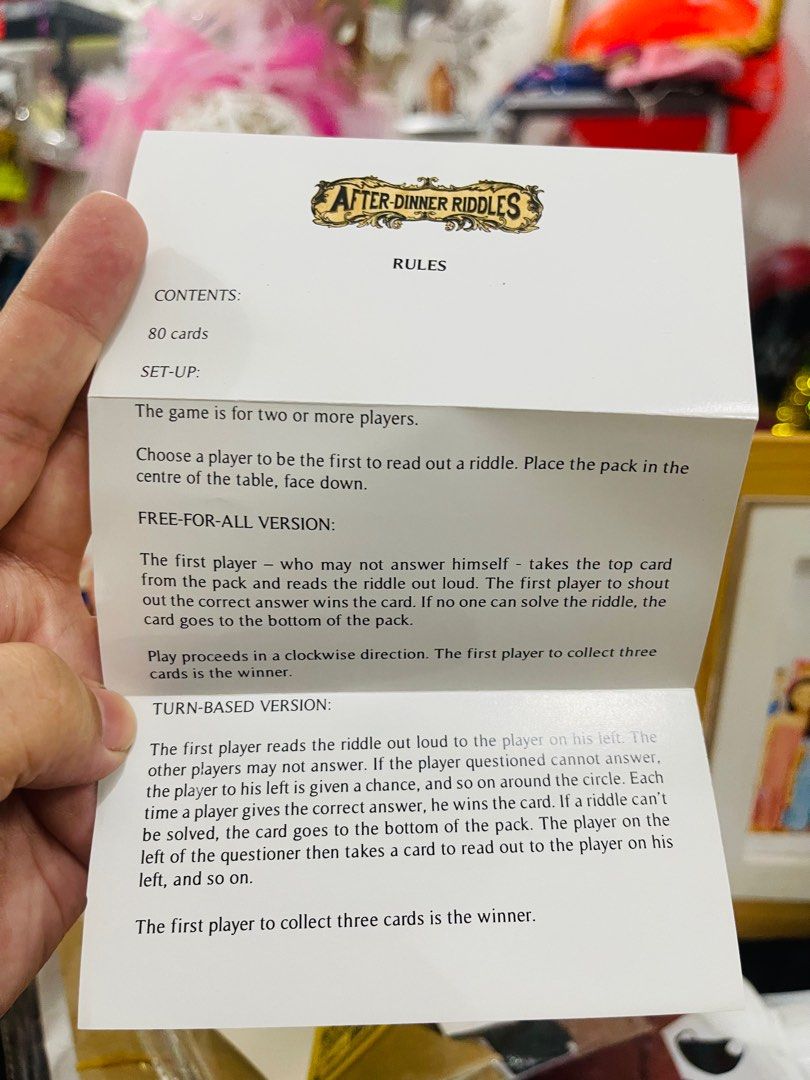 AFTER-DINNER RIDDLES
RULES
CONTENTS:
80 cards
SET-UP:
The game is for two or more players.
Choose a player to be the first to read out a riddle. Place the pack in the
centre of the table, face down.
FREE-FOR-ALL VERSION:
The first player – who may not answer himself - takes the top card
from the pack and reads the riddle out loud. The first player to shout
out the correct answer wins the card. If no one can solve the riddle, the
card goes to the bottom of the pack.
Play proceeds in a clockwise direction. The first player to collect three
cards is the winner.
TURN-BASED VERSION:
The first player reads the riddle out loud to the player on his left. The
other players may not answer. If the player questioned cannot answer,
the player to his left is given a chance, and so on around the circle. Each
time a player gives the correct answer, he wins the card. If a riddle can't
be solved, the card goes to the bottom of the pack. The player on the
left of the questioner then takes a card to read out to the player on his
left, and so on.
The first player to collect three cards is the winner.